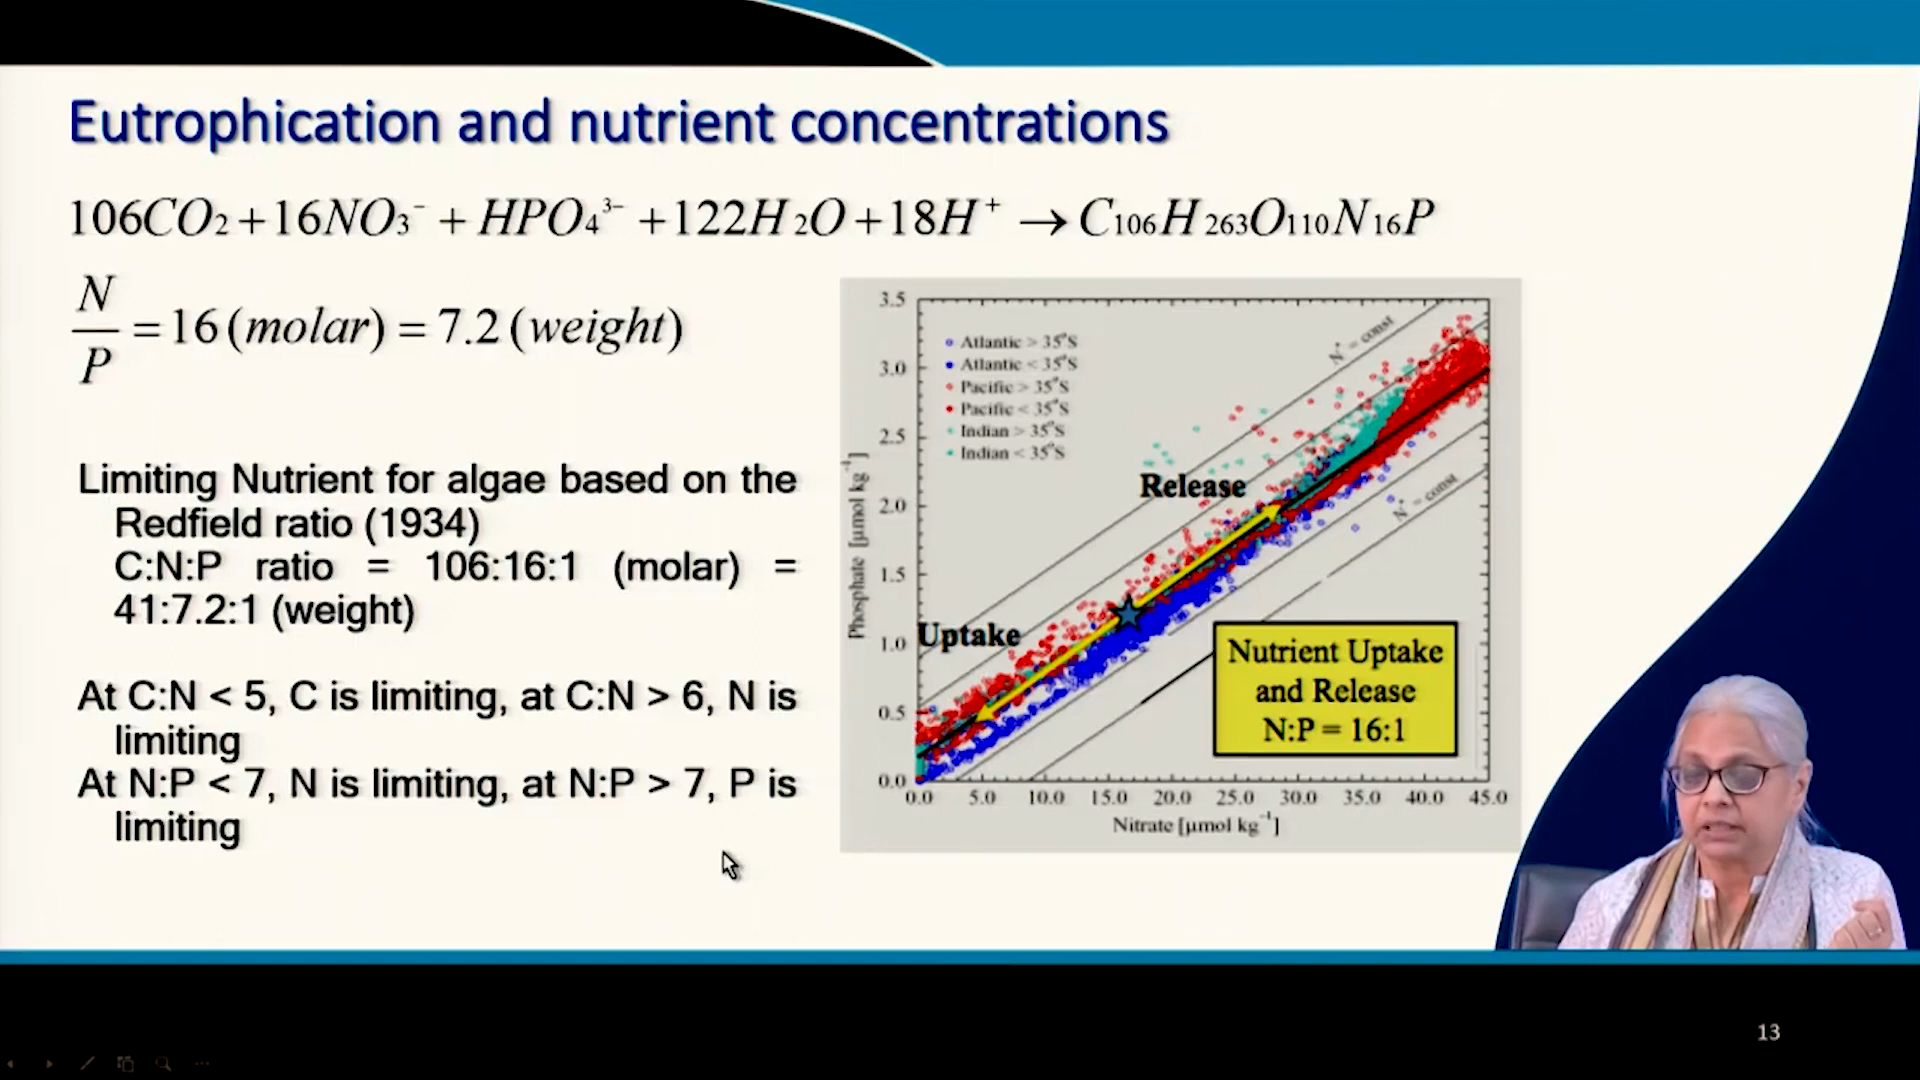 Eutrophication and nutrient concentrations
106CO₂ + 16NO₃⁻ + HPO₄³⁻ + 122H₂O + 18H⁺ → C₁₀₆H₂₆₃O₁₁₀N₁₆P
N/P = 16 (molar) = 7.2 (weight)
Limiting Nutrient for algae based on the
Redfield ratio (1934)
C:N:P ratio = 106:16:1 (molar) =
41:7.2:1 (weight)
At C:N < 5, C is limiting, at C:N > 6, N is
limiting
At N:P < 7, N is limiting, at N:P > 7, P is
limiting
3.5
3.0
2.5
2.0
1.5
1.0
0.5
0.0
Phosphate [µmol kg⁻¹]
Atlantic > 35°S
Atlantic < 35°S
Pacific > 35°S
Pacific < 35°S
Indian > 35°S
Indian < 35°S
N* = const
N* = const
Release
Uptake
Nutrient Uptake
and Release
N:P = 16:1
0.0 5.0 10.0 15.0 20.0 25.0 30.0 35.0 40.0 45.0
Nitrate [µmol kg⁻¹]
13